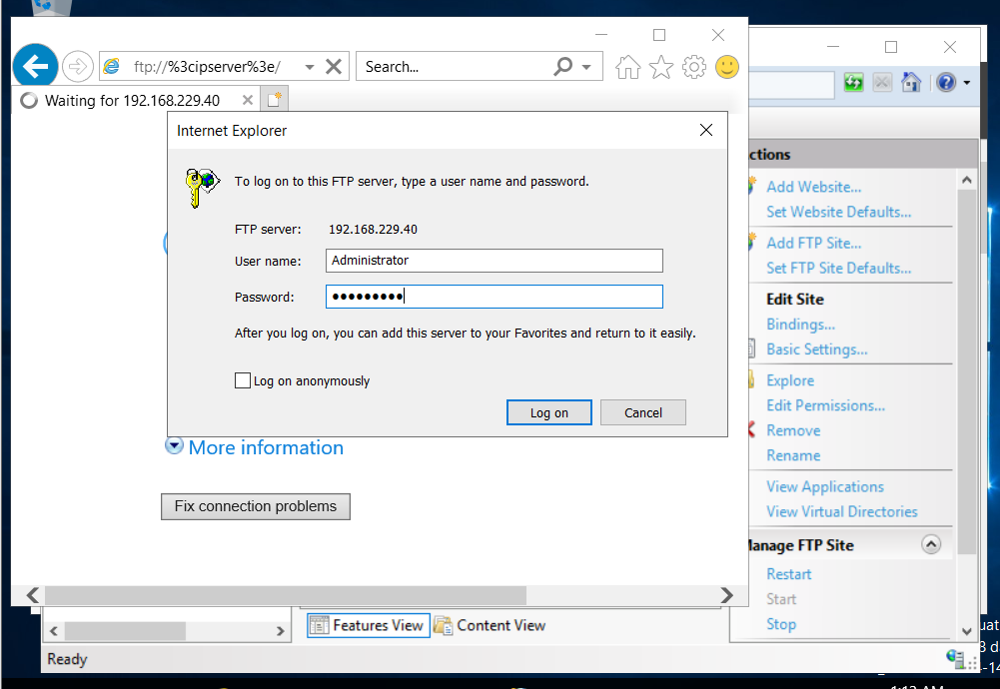 ftp://%3cipserver%3e/
Search...
Waiting for 192.168.229.40
Internet Explorer
To log on to this FTP server, type a user name and password.
FTP server: 192.168.229.40
User name: Administrator
Password: ●●●●●●●●●
After you log on, you can add this server to your Favorites and return to it easily.
Log on anonymously
Log on Cancel
More information
Fix connection problems
ctions
Add Website...
Set Website Defaults...
Add FTP Site...
Set FTP Site Defaults...
Edit Site
Bindings...
Basic Settings...
Explore
Edit Permissions...
Remove
Rename
View Applications
View Virtual Directories
Manage FTP Site
Restart
Start
Stop
Features View Content View
Ready